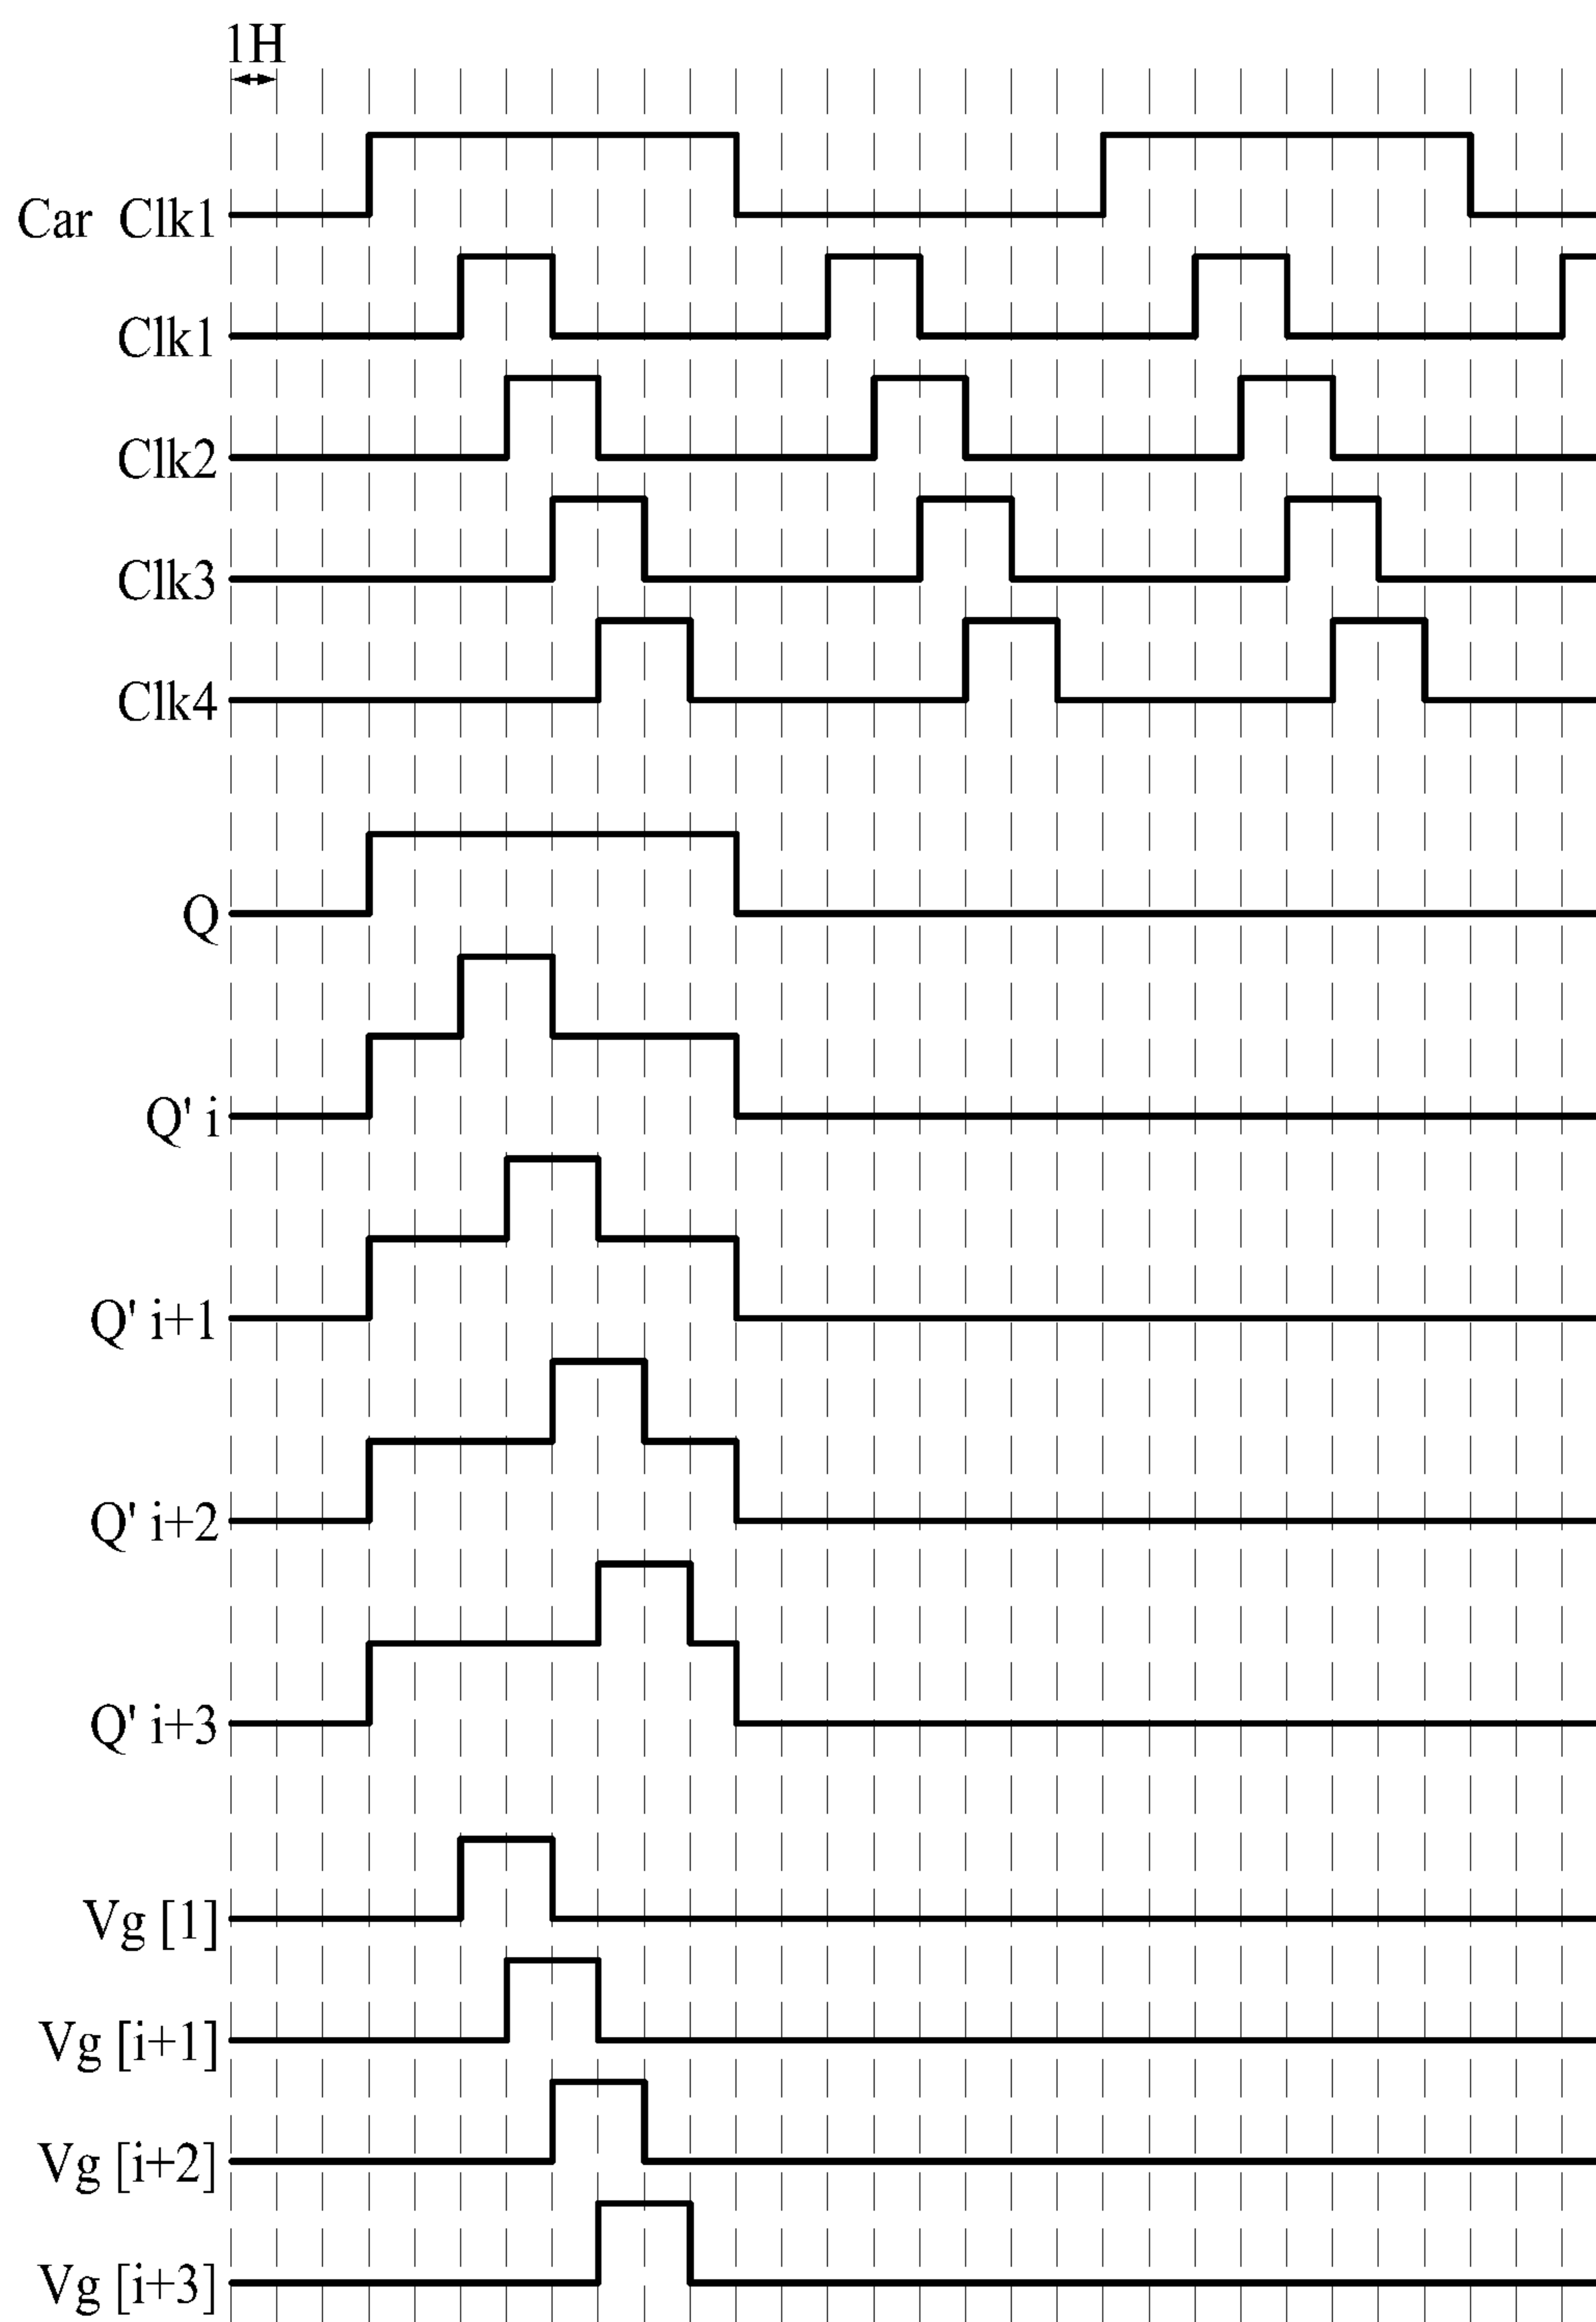 1H
Car Clk1
Clk1
Clk2
Clk3
Clk4
Q
Q' i
Q' i+1
Q' i+2
Q' i+3
Vg [1]
Vg [i+1]
Vg [i+2]
Vg [i+3]